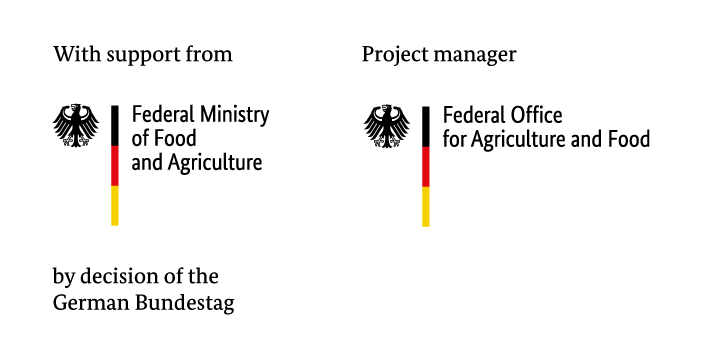 With support from
Federal Ministry
of Food
and Agriculture
by decision of the
German Bundestag
Project manager
Federal Office
for Agriculture and Food